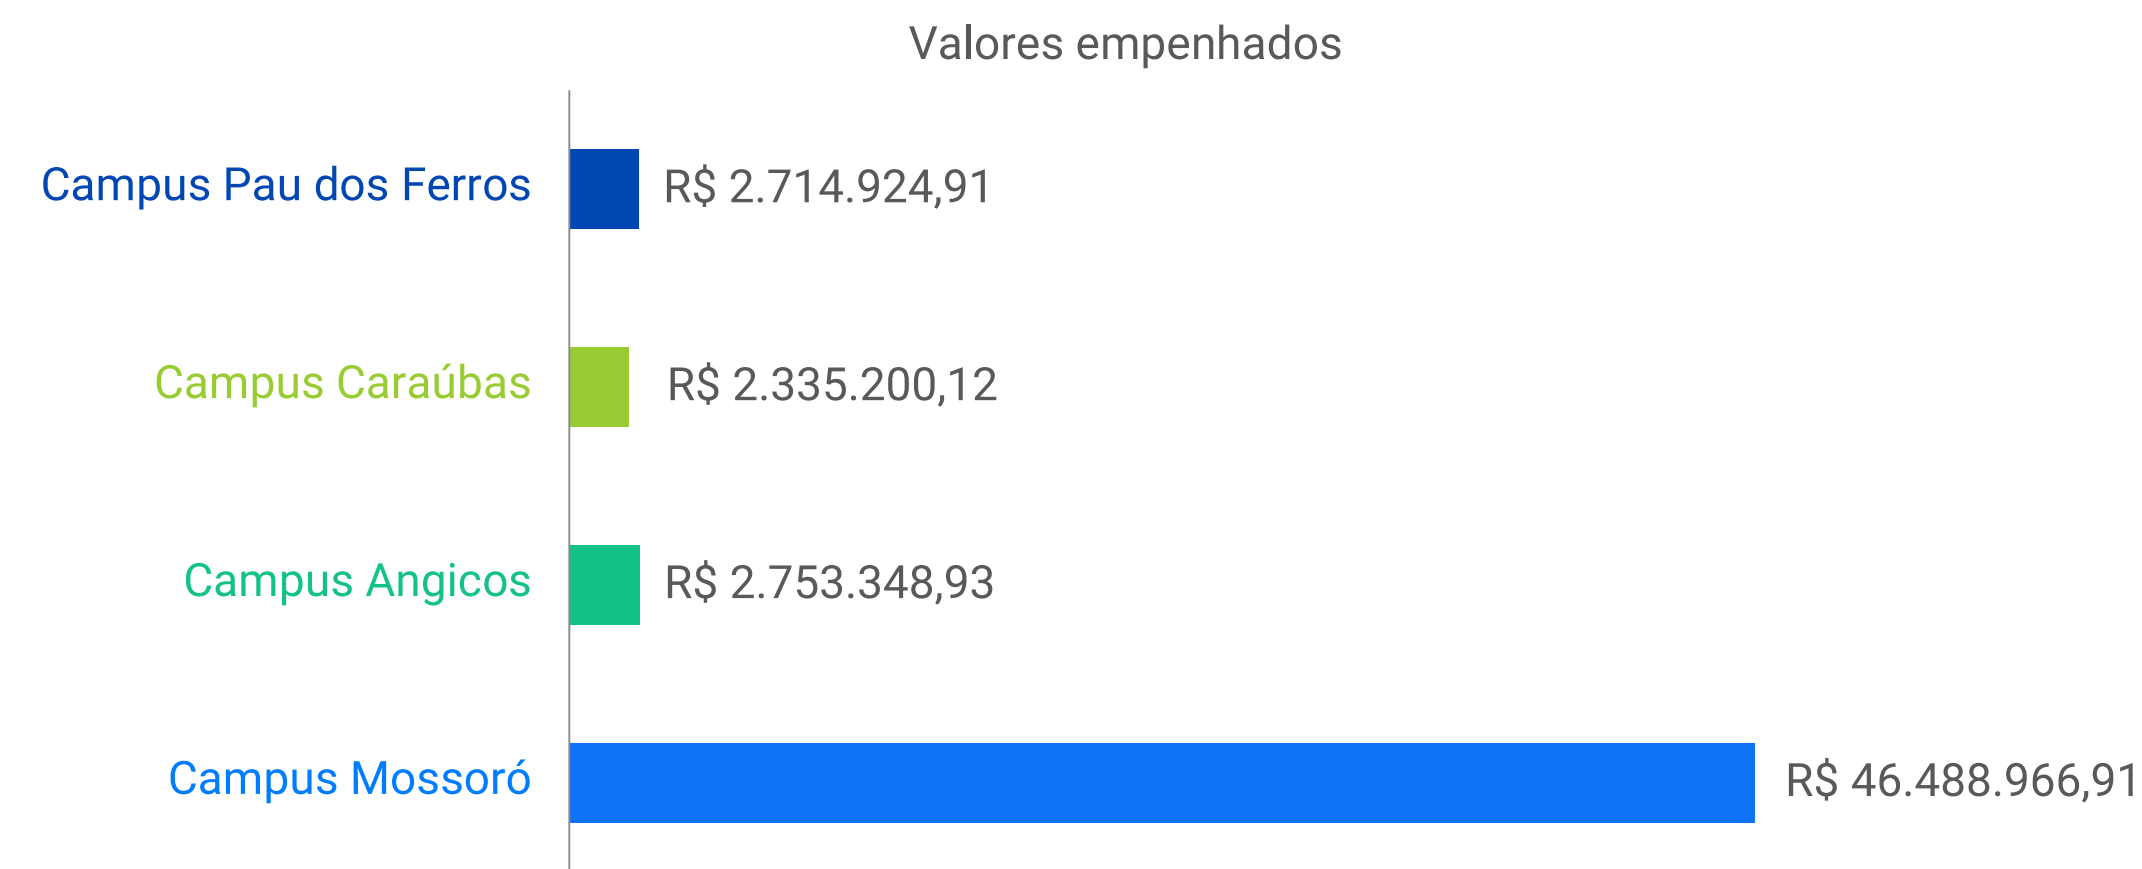 Valores empenhados
Campus Pau dos Ferros R$ 2.714.924,91
Campus Caraúbas R$ 2.335.200,12
Campus Angicos R$ 2.753.348,93
Campus Mossoró R$ 46.488.966,91